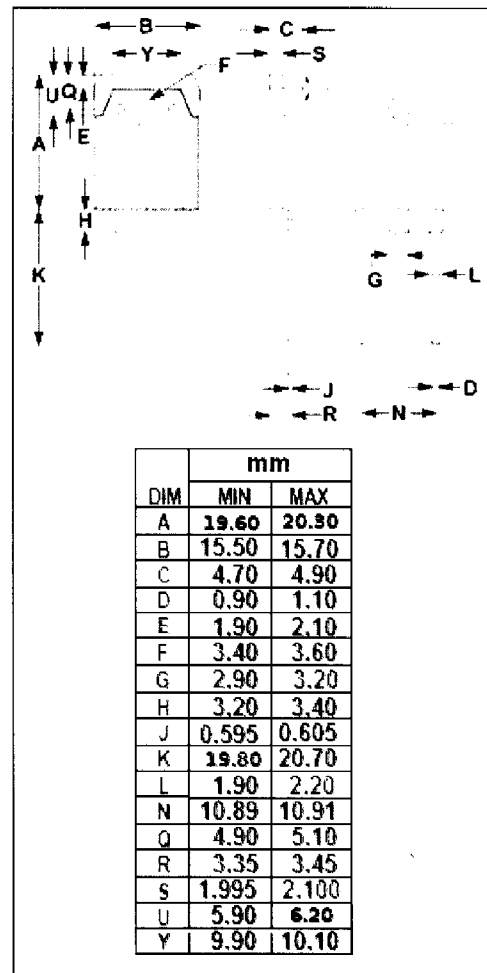 B
C
Y
F
S
U Q
E
A
H
K
G
L
J
D
R
N
mm
DIM MIN MAX
A 19.60 20.30
B 15.50 15.70
C 4.70 4.90
D 0.90 1.10
E 1.90 2.10
F 3.40 3.60
G 2.90 3.20
H 3.20 3.40
J 0.595 0.605
K 19.80 20.70
L 1.90 2.20
N 10.89 10.91
Q 4.90 5.10
R 3.35 3.45
S 1.995 2.100
U 5.90 6.20
Y 9.90 10.10